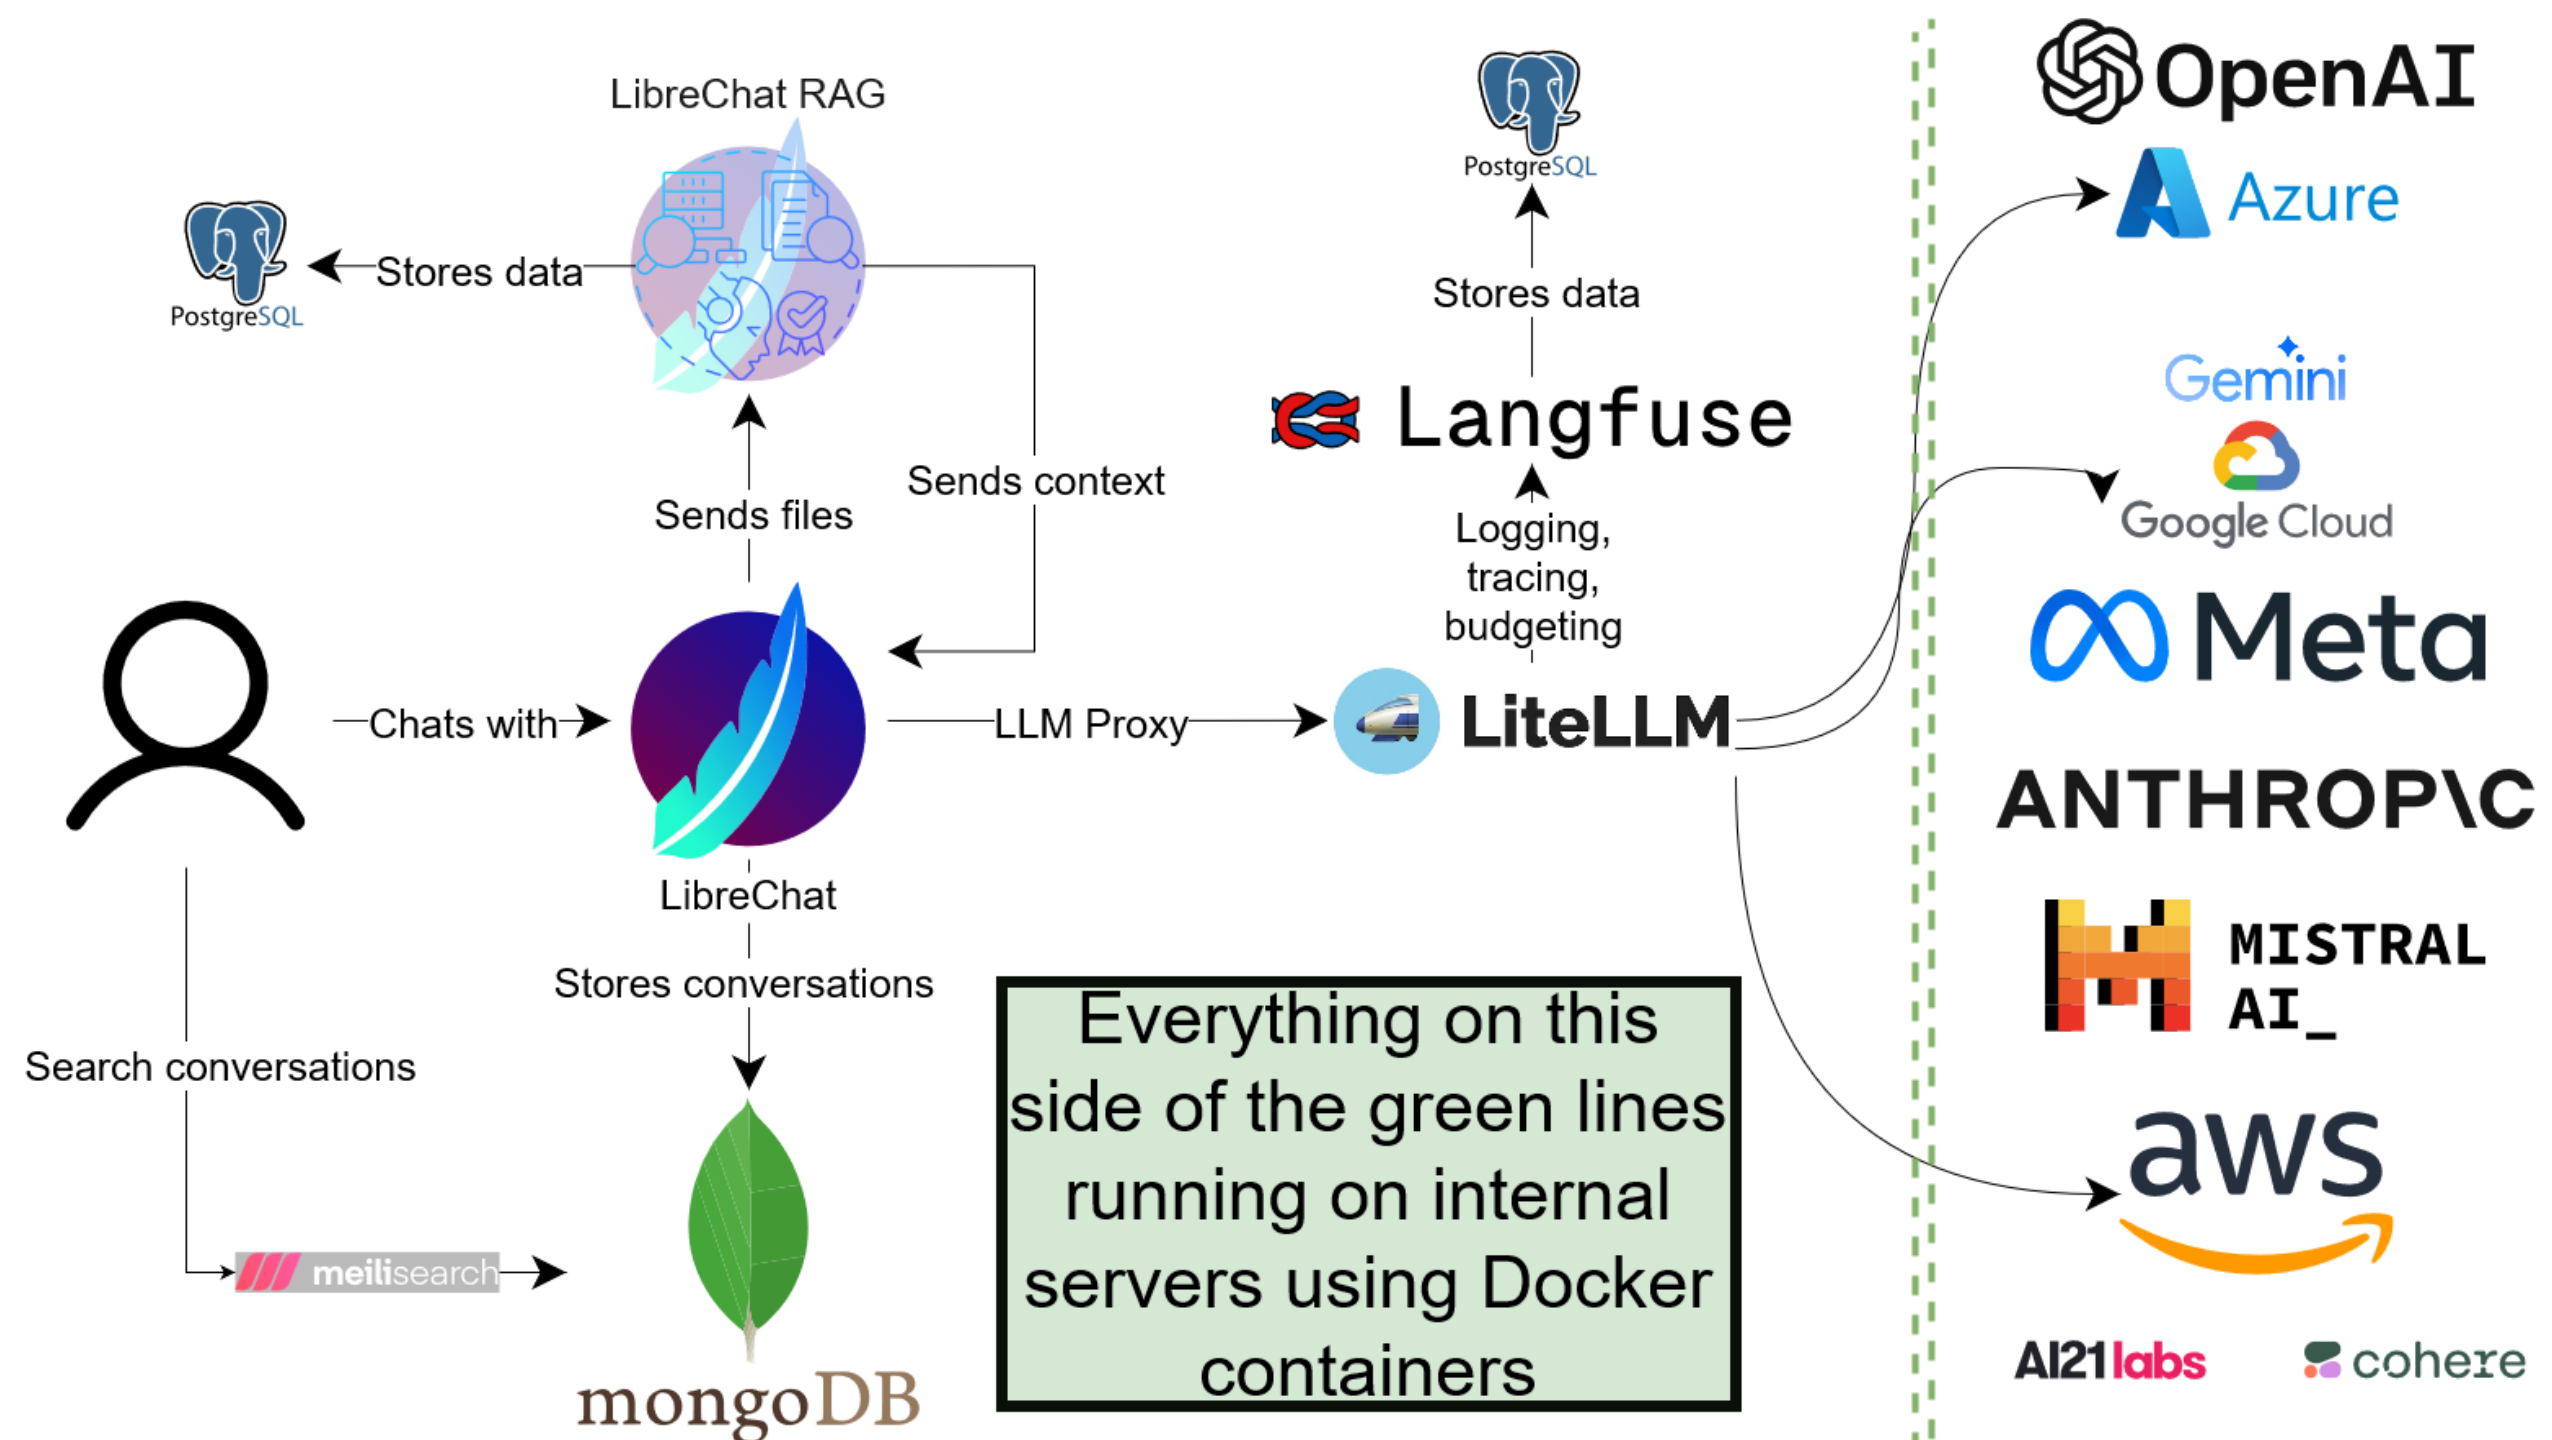 LibreChat RAG
PostgreSQL
Stores data
Sends files
Sends context
Chats with
LibreChat
Stores conversations
Search conversations
meilisearch
mongoDB
LLM Proxy
LiteLLM
Logging,
tracing,
budgeting
Langfuse
Stores data
PostgreSQL
Everything on this
side of the green lines
running on internal
servers using Docker
containers
OpenAI
Azure
Gemini
Google Cloud
Meta
ANTHROP\C
MISTRAL
AI_
aws
AI21labs
cohere